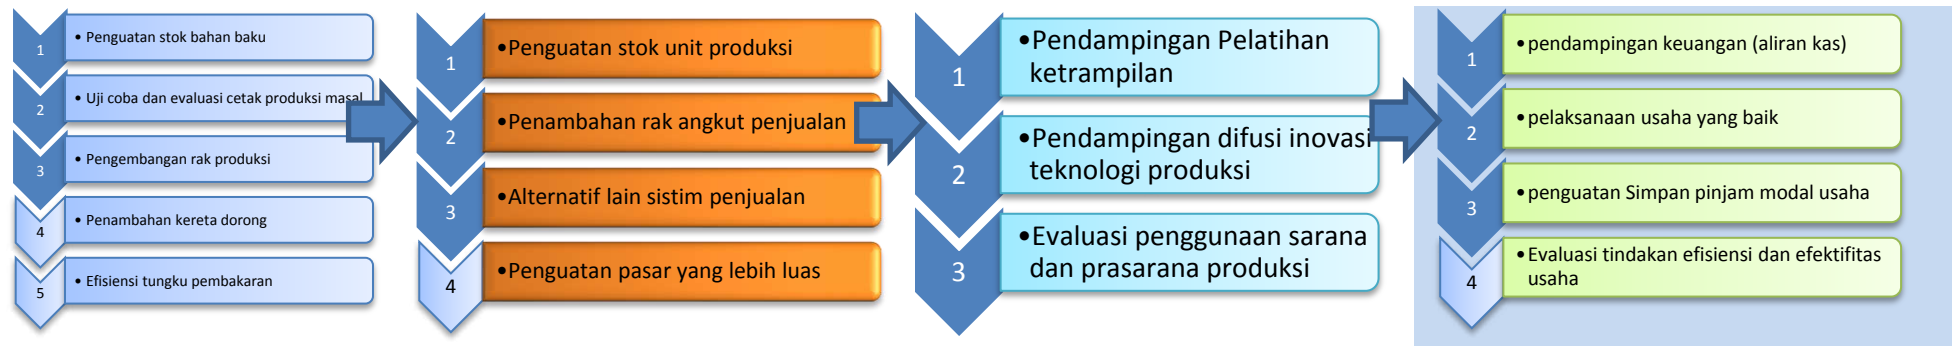 1
• Penguatan stok bahan baku
2
• Uji coba dan evaluasi cetak produksi masal
3
• Pengembangan rak produksi
4
• Penambahan kereta dorong
5
• Efisiensi tungku pembakaran
1
•Penguatan stok unit produksi
2
•Penambahan rak angkut penjualan
3
•Alternatif lain sistim penjualan
4
•Penguatan pasar yang lebih luas
1
•Pendampingan Pelatihan
ketrampilan
2
•Pendampingan difusi inovasi
teknologi produksi
3
•Evaluasi penggunaan sarana
dan prasarana produksi
1
•pendampingan keuangan (aliran kas)
2
•pelaksanaan usaha yang baik
3
•penguatan Simpan pinjam modal usaha
4
•Evaluasi tindakan efisiensi dan efektifitas
usaha